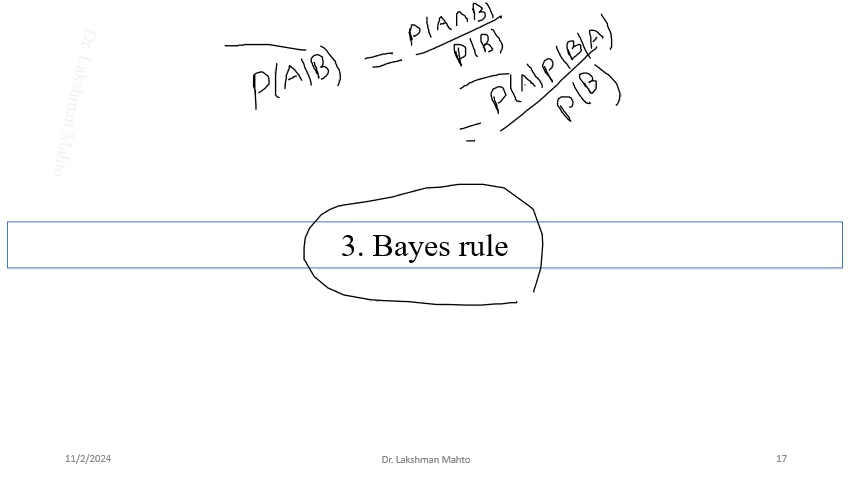 P(A|B) = P(A∩B) / P(B)
= P(A)P(B|A) / P(B)
Dr. Lakshman Mahto
3. Bayes rule
11/2/2024 Dr. Lakshman Mahto 17